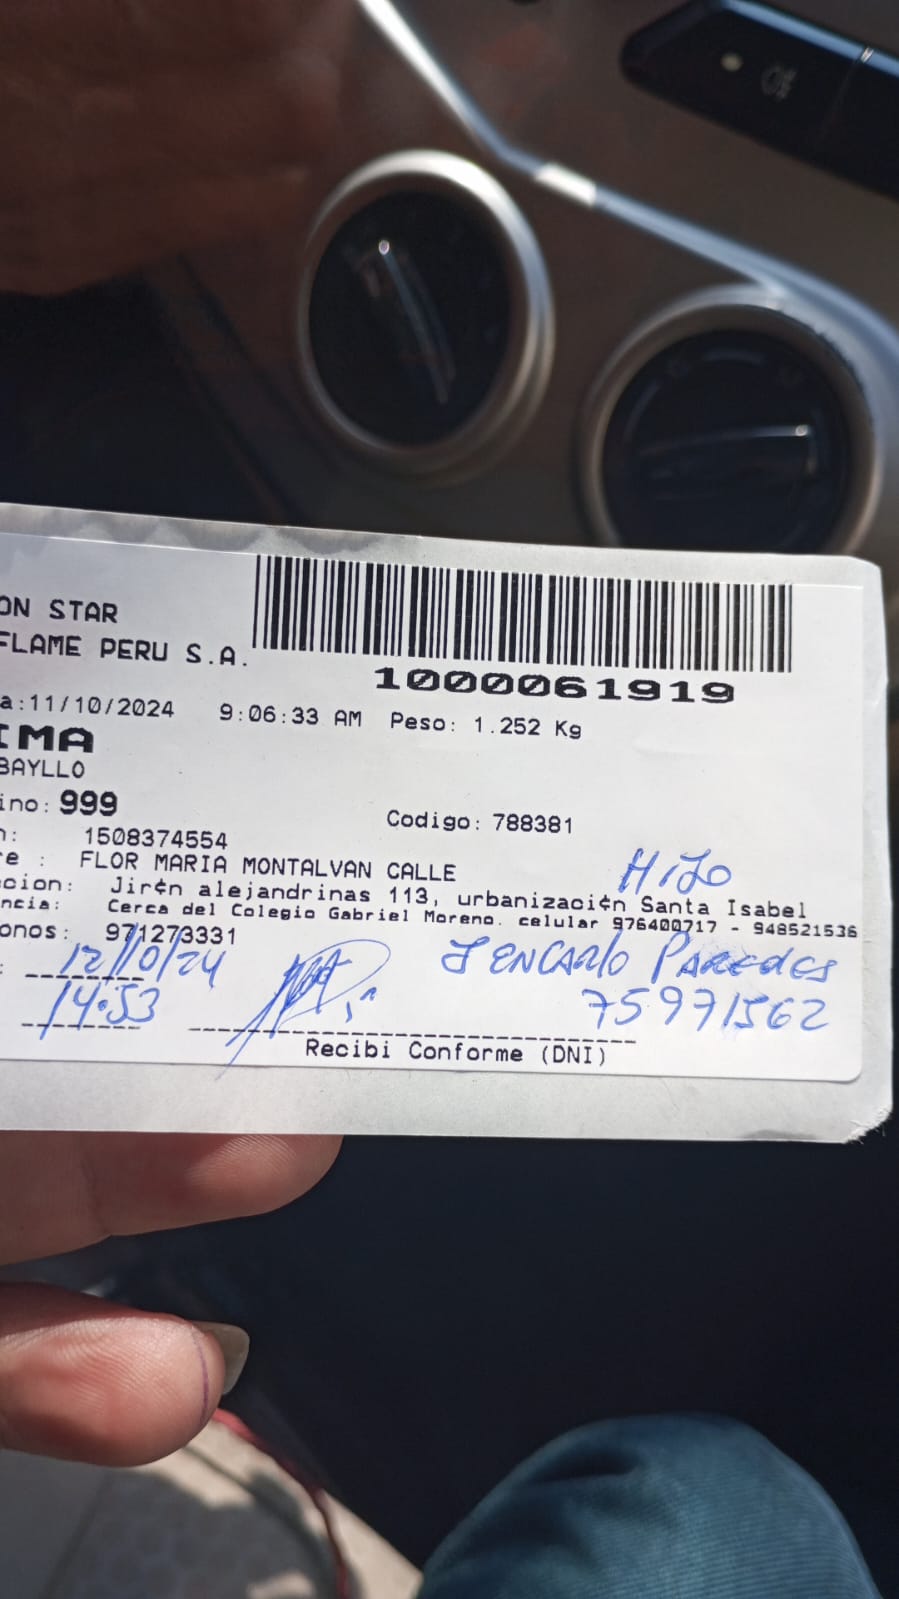 ON STAR
FLAME PERU S.A.
1000061919
a:11/10/2024 9:06:33 AM Peso: 1.252 Kg
IMA
BAYLLO
ino: 999 Codigo: 788381
n: 1508374554
e : FLOR MARIA MONTALVAN CALLE HiJo
cion: Jir¢n alejandrinas 113, urbanizaci¢n Santa Isabel
ncia: Cerca del Colegio Gabriel Moreno. celular 976400717 - 948521536
onos: 971273331
: 12/10/24 JENCARlo PAREdES
14:53 75971562
Recibi Conforme (DNI)